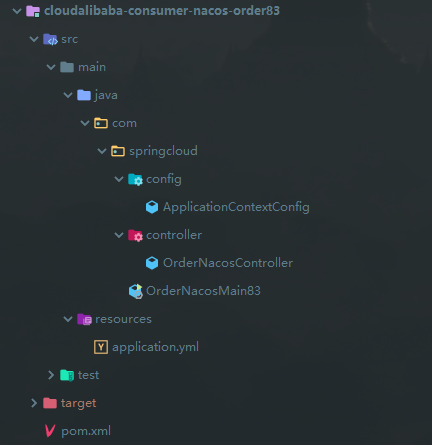 cloudalibaba-consumer-nacos-order83
src
main
java
com
springcloud
config
ApplicationContextConfig
controller
OrderNacosController
OrderNacosMain83
resources
application.yml
test
target
pom.xml